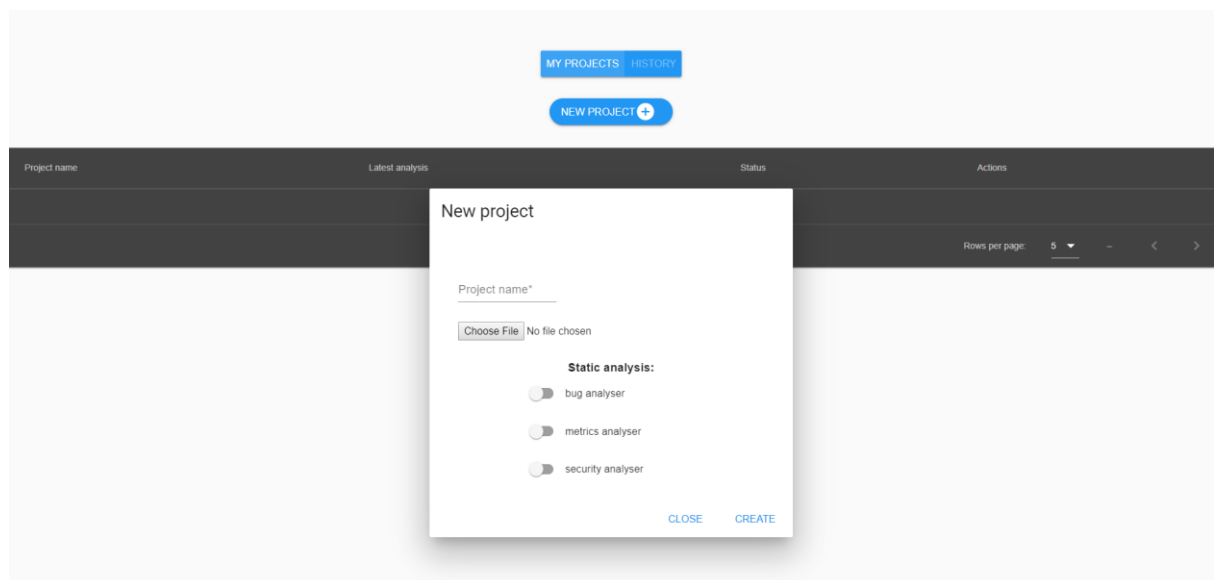 MY PROJECTS HISTORY
NEW PROJECT
Project name Latest analysis Status Actions
New project
Rows per page: 5 –
Project name*
Choose File No file chosen
Static analysis:
bug analyser
metrics analyser
security analyser
CLOSE CREATE